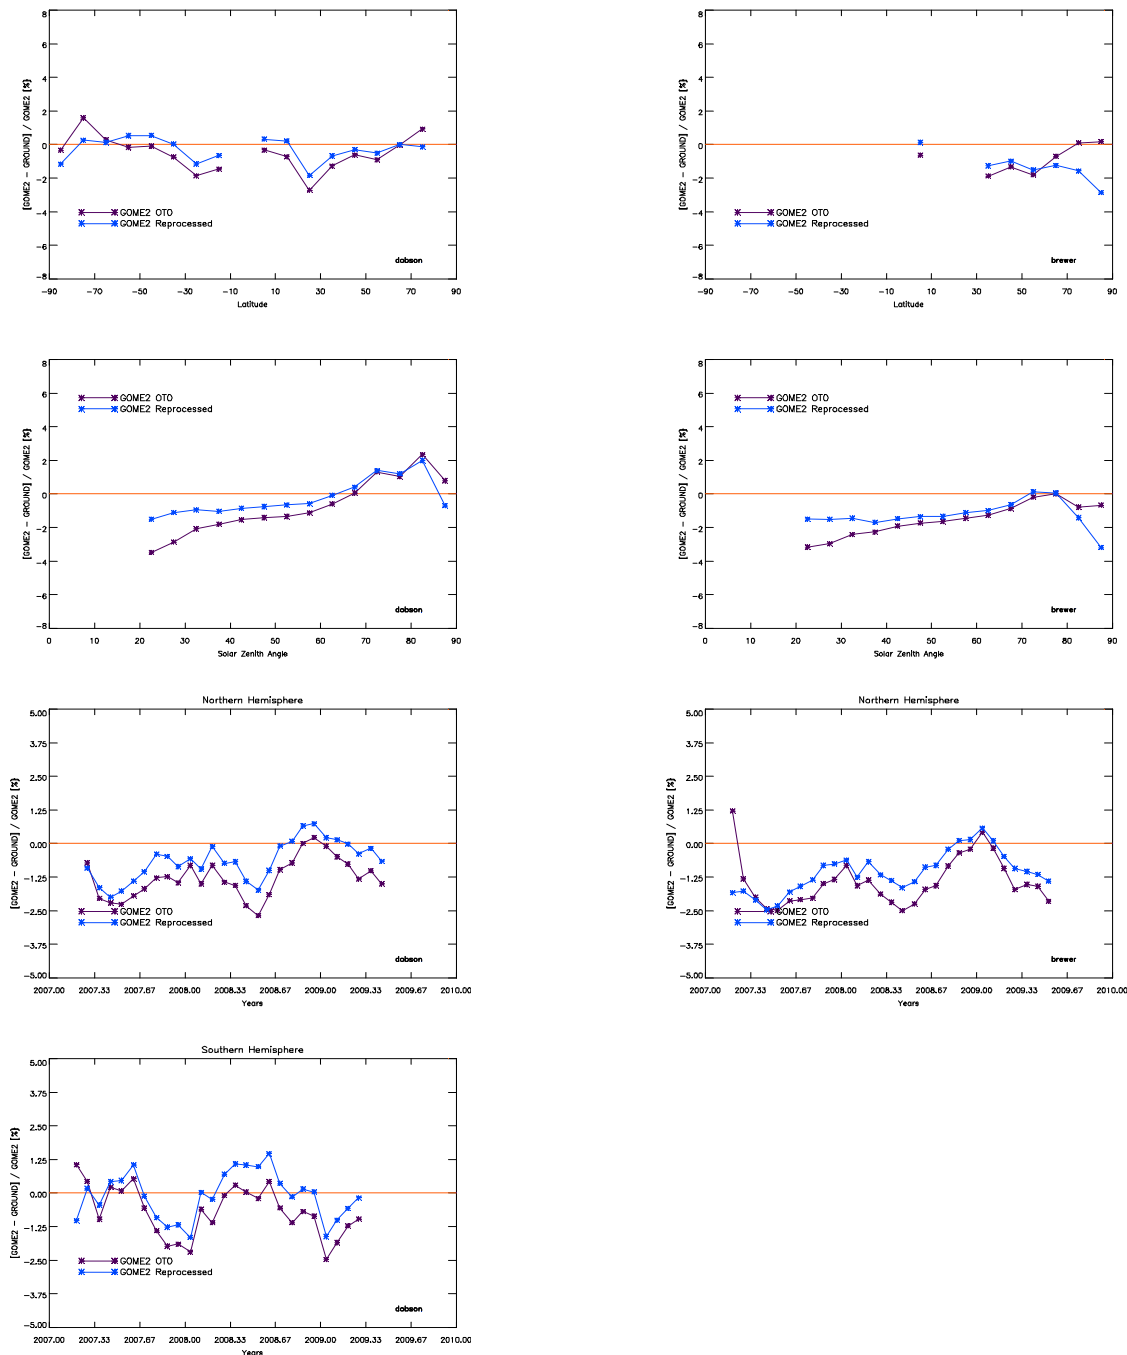 8
6
4
2
0
-2
-4
-6
-8
[GOME2 - GROUND] / GOME2 [%]
GOME2 OTO
GOME2 Reprocessed
dobson
-90 -70 -50 -30 -10 10 30 50 70 90
Latitude
8
6
4
2
0
-2
-4
-6
-8
[GOME2 - GROUND] / GOME2 [%]
GOME2 OTO
GOME2 Reprocessed
brewer
-90 -70 -50 -30 -10 10 30 50 70 90
Latitude
8
6
4
2
0
-2
-4
-6
-8
[GOME2 - GROUND] / GOME2 [%]
GOME2 OTO
GOME2 Reprocessed
dobson
0 10 20 30 40 50 60 70 80 90
Solar Zenith Angle
8
6
4
2
0
-2
-4
-6
-8
[GOME2 - GROUND] / GOME2 [%]
GOME2 OTO
GOME2 Reprocessed
brewer
0 10 20 30 40 50 60 70 80 90
Solar Zenith Angle
Northern Hemisphere
5.00
3.75
2.50
1.25
0.00
-1.25
-2.50
-3.75
-5.00
[GOME2 - GROUND] / GOME2 [%]
GOME2 OTO
GOME2 Reprocessed
dobson
2007.00 2007.33 2007.67 2008.00 2008.33 2008.67 2009.00 2009.33 2009.67 2010.00
Years
Northern Hemisphere
5.00
3.75
2.50
1.25
0.00
-1.25
-2.50
-3.75
-5.00
[GOME2 - GROUND] / GOME2 [%]
GOME2 OTO
GOME2 Reprocessed
brewer
2007.00 2007.33 2007.67 2008.00 2008.33 2008.67 2009.00 2009.33 2009.67 2010.00
Years
Southern Hemisphere
5.00
3.75
2.50
1.25
0.00
-1.25
-2.50
-3.75
-5.00
[GOME2 - GROUND] / GOME2 [%]
GOME2 OTO
GOME2 Reprocessed
dobson
2007.00 2007.33 2007.67 2008.00 2008.33 2008.67 2009.00 2009.33 2009.67 2010.00
Years